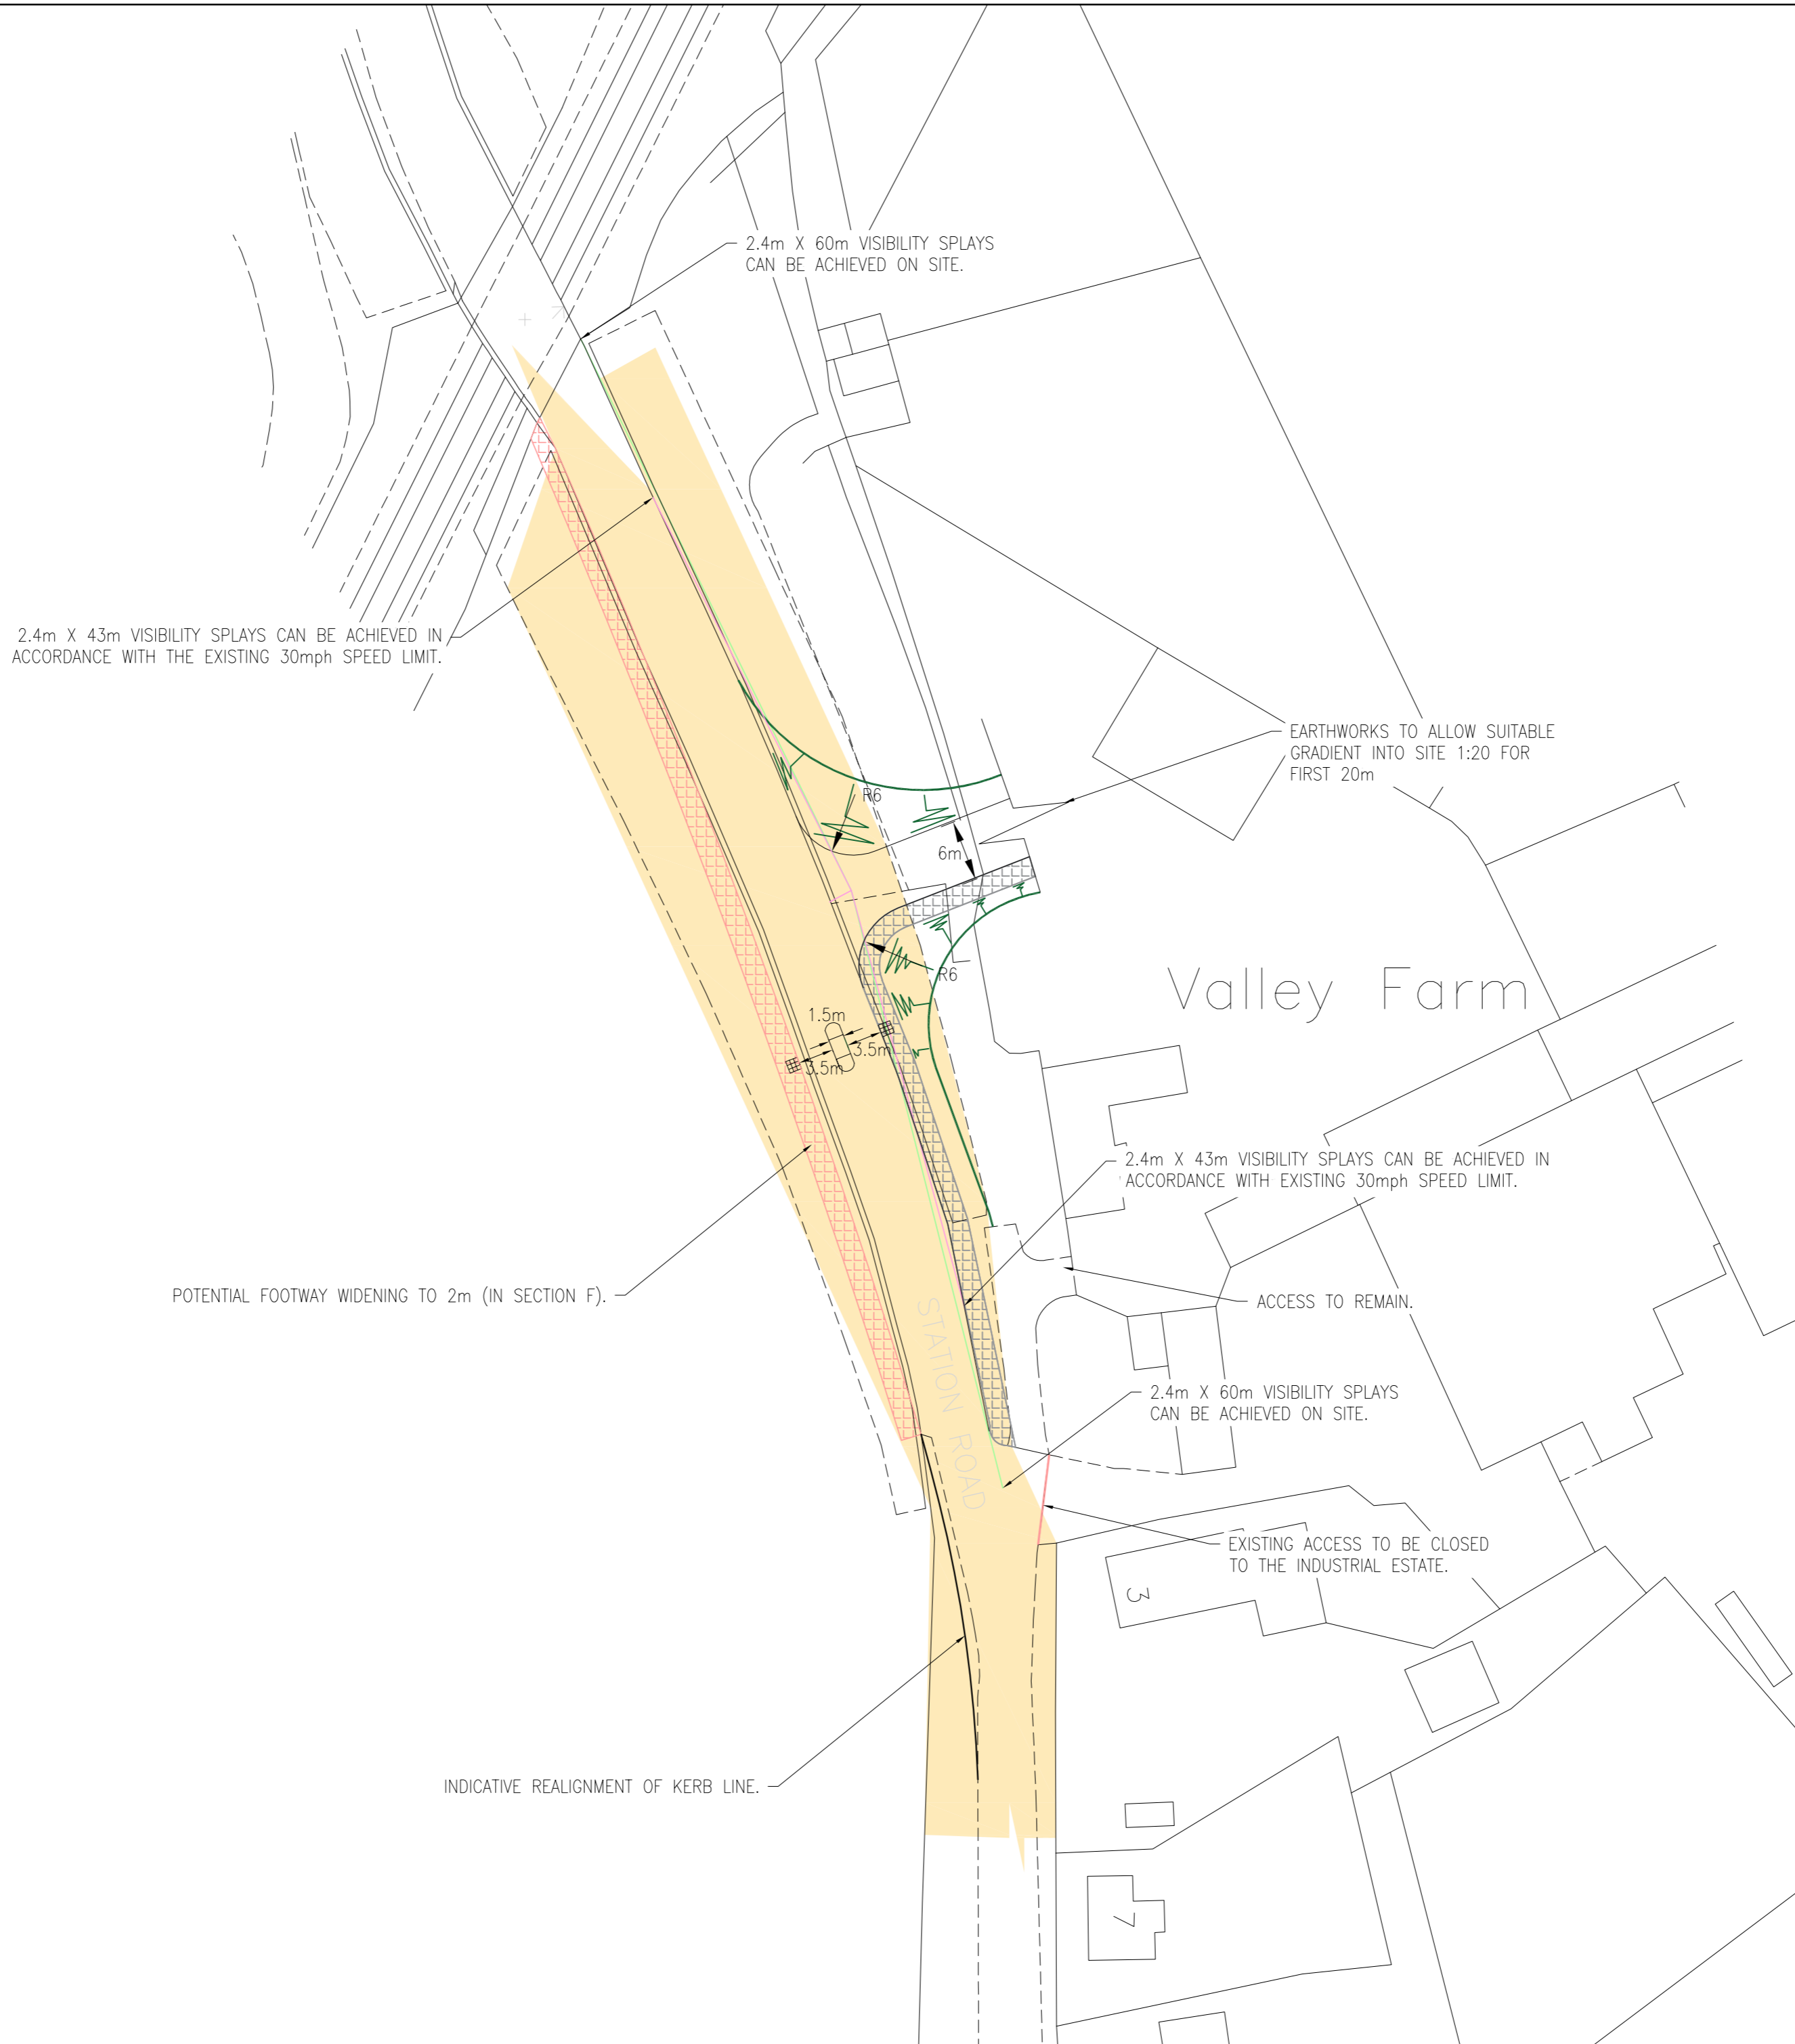 2.4m X 60m VISIBILITY SPLAYS
CAN BE ACHIEVED ON SITE.
2.4m X 43m VISIBILITY SPLAYS CAN BE ACHIEVED IN
ACCORDANCE WITH THE EXISTING 30mph SPEED LIMIT.
EARTHWORKS TO ALLOW SUITABLE
GRADIENT INTO SITE 1:20 FOR
FIRST 20m
R6
6m
R6
Valley Farm
1.5m
3.5m
3.5m
2.4m X 43m VISIBILITY SPLAYS CAN BE ACHIEVED IN
ACCORDANCE WITH EXISTING 30mph SPEED LIMIT.
POTENTIAL FOOTWAY WIDENING TO 2m (IN SECTION F).
ACCESS TO REMAIN.
STATION ROAD
2.4m X 60m VISIBILITY SPLAYS
CAN BE ACHIEVED ON SITE.
EXISTING ACCESS TO BE CLOSED
TO THE INDUSTRIAL ESTATE.
3
INDICATIVE REALIGNMENT OF KERB LINE.
7